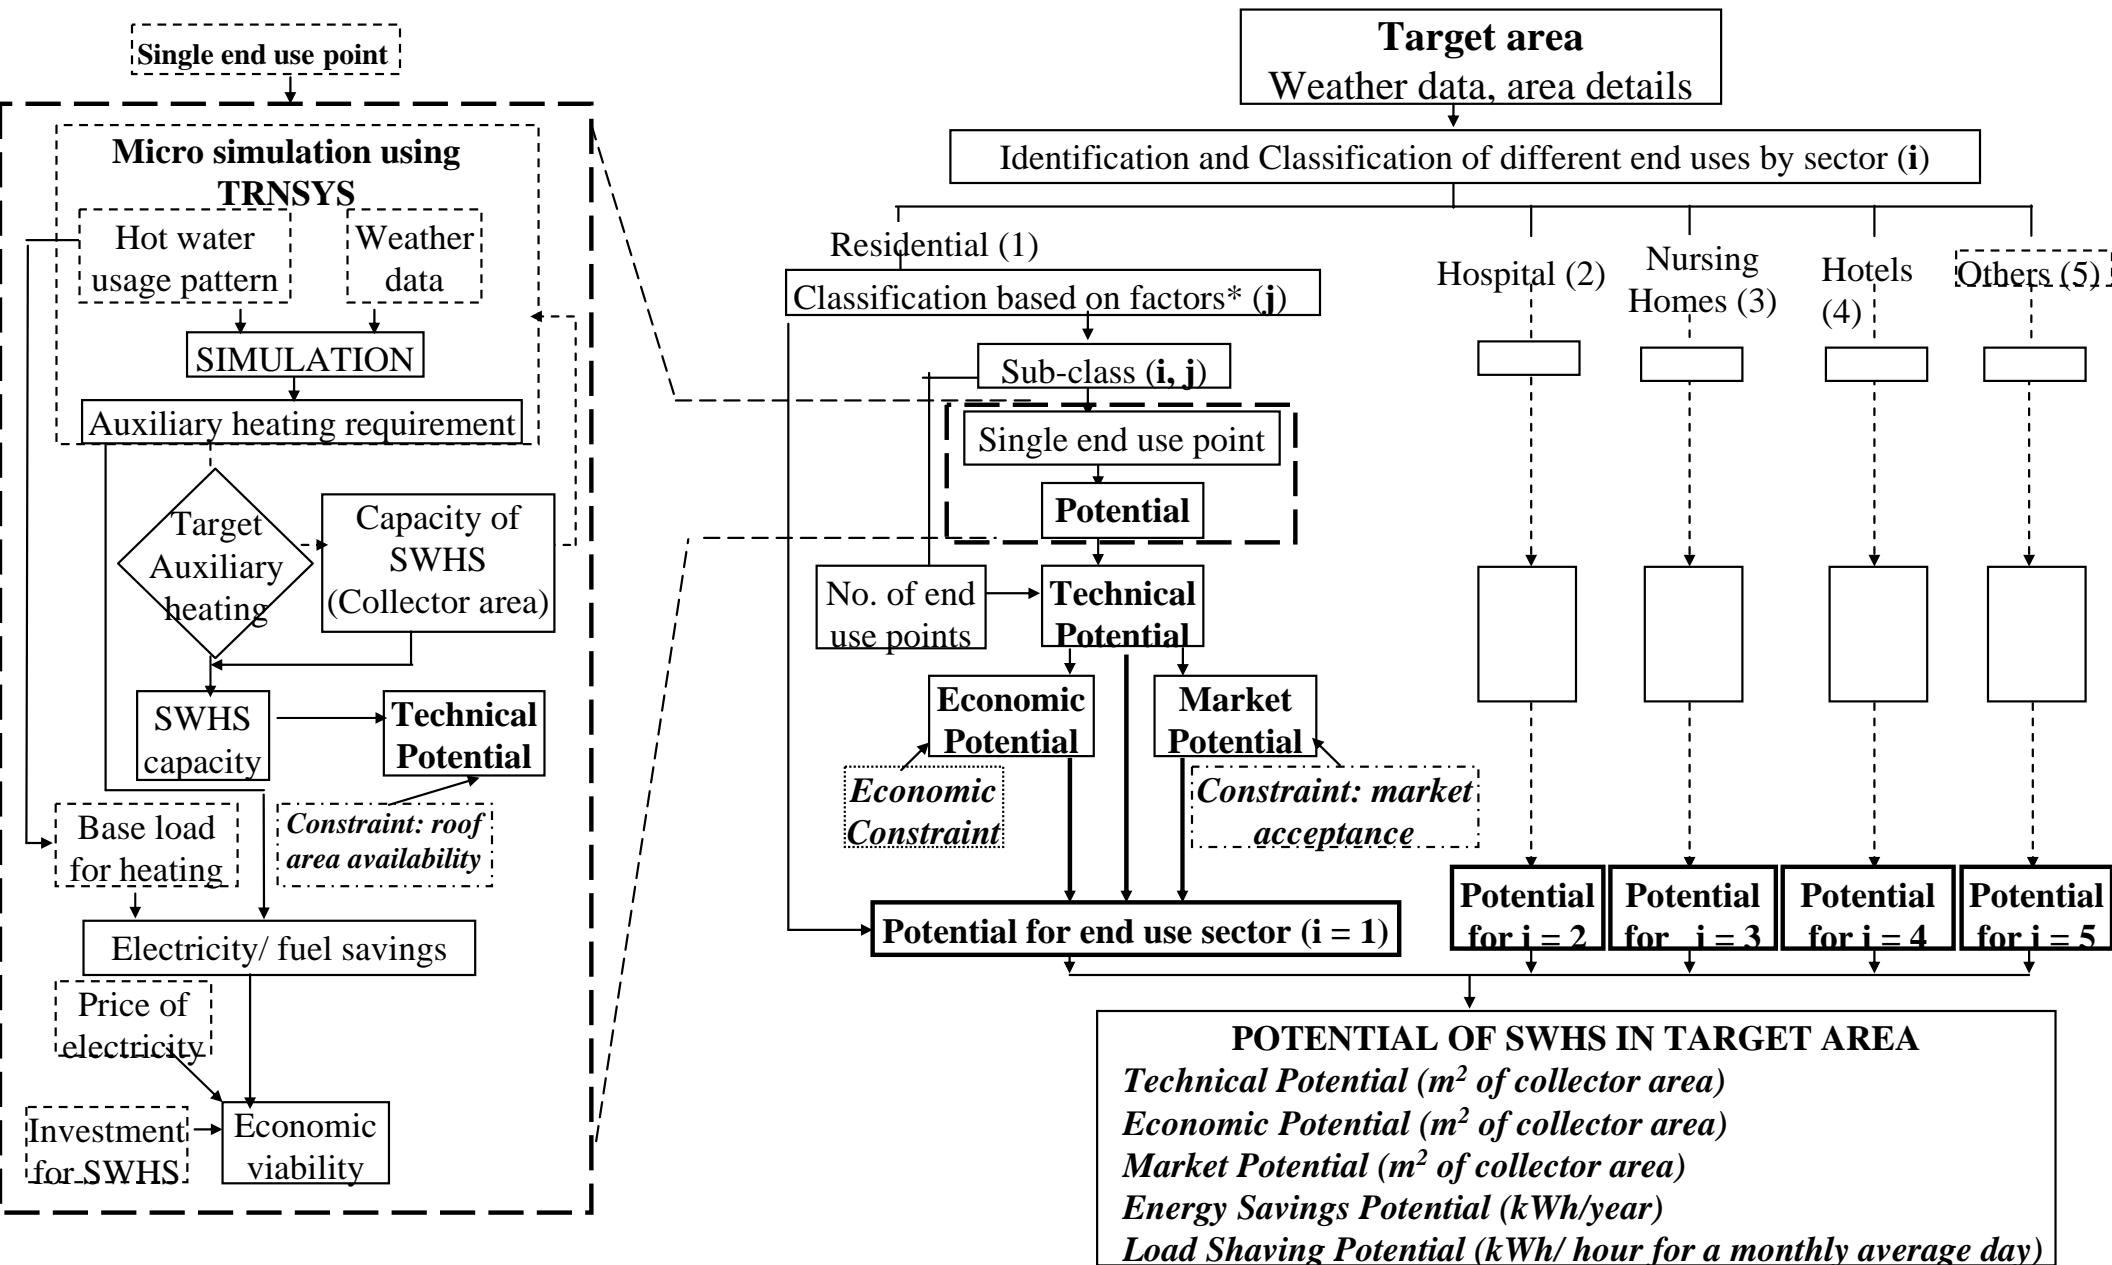 Single end use point
Micro simulation using
TRNSYS
Hot water
usage pattern
Weather
data
SIMULATION
Auxiliary heating requirement
Target
Auxiliary
heating
Capacity of
SWHS
(Collector area)
SWHS
capacity
Technical
Potential
Base load
for heating
Constraint: roof
area availability
Electricity/ fuel savings
Price of
electricity
Investment
for SWHS
Economic
viability
Target area
Weather data, area details
Identification and Classification of different end uses by sector (i)
Residential (1)
Hospital (2)
Nursing
Homes (3)
Hotels
(4)
Others (5)
Classification based on factors* (j)
Sub-class (i, j)
Single end use point
Potential
No. of end
use points
Technical
Potential
Economic
Potential
Market
Potential
Economic
Constraint
Constraint: market
acceptance
Potential for end use sector (i = 1)
Potential
for i = 2
Potential
for i = 3
Potential
for i = 4
Potential
for i = 5
POTENTIAL OF SWHS IN TARGET AREA
Technical Potential (m² of collector area)
Economic Potential (m² of collector area)
Market Potential (m² of collector area)
Energy Savings Potential (kWh/year)
Load Shaving Potential (kWh/ hour for a monthly average day)